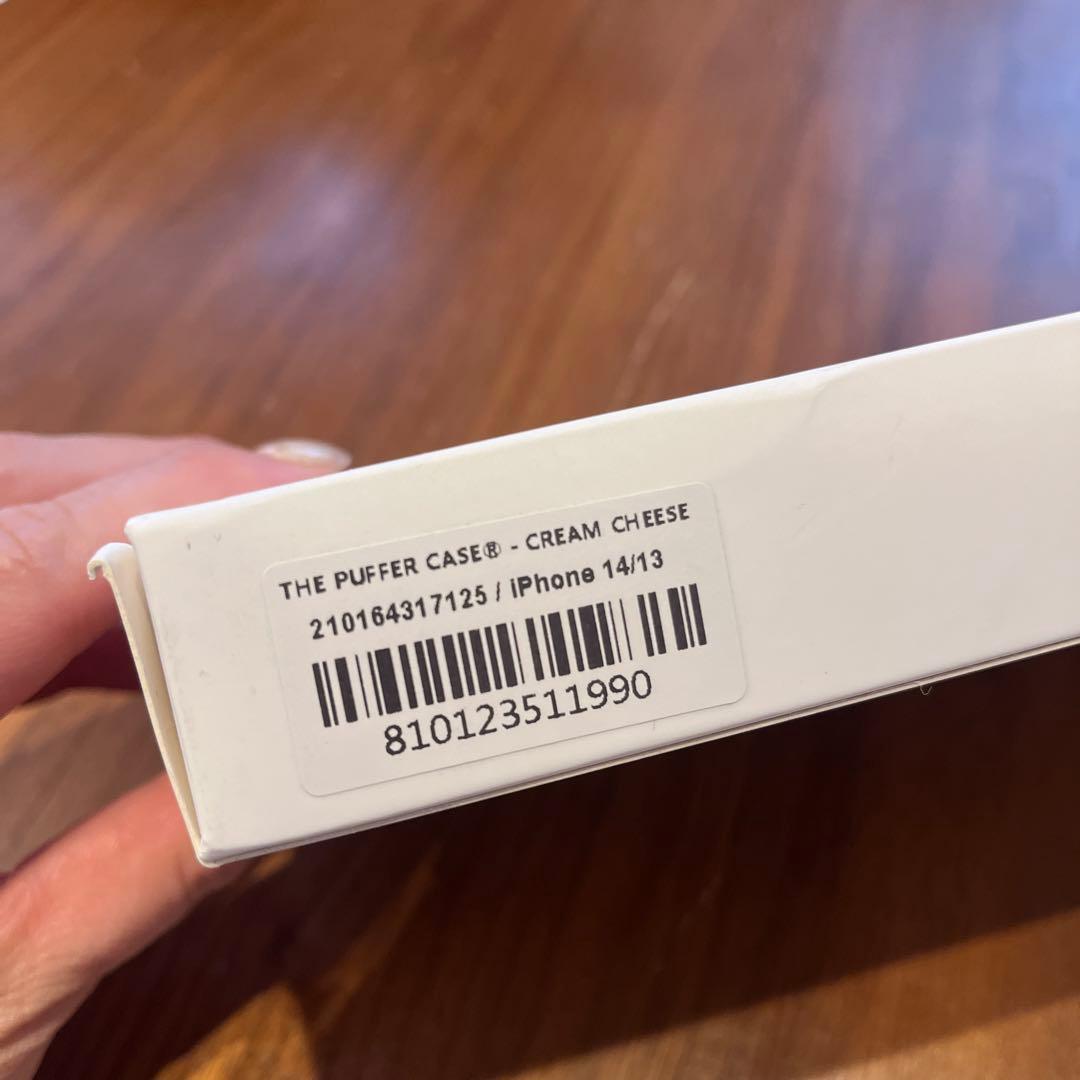 THE PUFFER CASE® - CREAM CHEESE
210164317125 / iPhone 14/13
810123511990